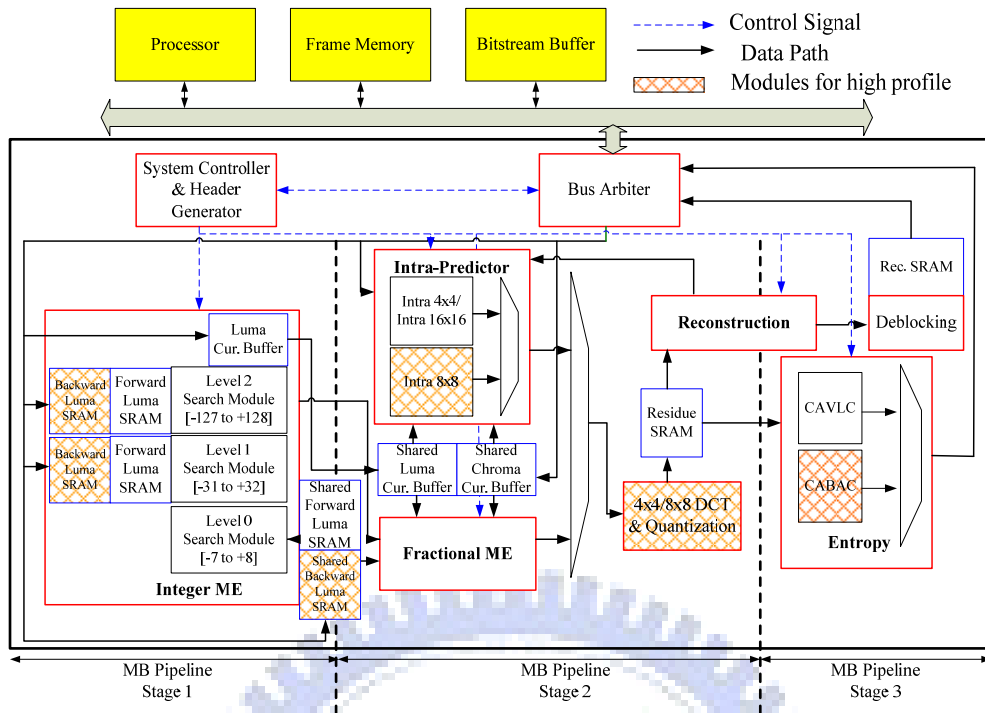 Processor
Frame Memory
Bitstream Buffer
Control Signal
Data Path
Modules for high profile
System Controller
& Header
Generator
Bus Arbiter
Intra-Predictor
Intra 4x4/
Intra 16x16
Intra 8x8
Rec. SRAM
Deblocking
Reconstruction
Luma
Cur. Buffer
Backward
Luma
SRAM
Forward
Luma
SRAM
Level 2
Search Module
[-127 to +128]
Backward
Luma
SRAM
Forward
Luma
SRAM
Level 1
Search Module
[-31 to +32]
Level 0
Search Module
[-7 to +8]
Integer ME
Shared
Forward
Luma
SRAM
Shared
Backward
Luma
SRAM
Shared
Luma
Cur. Buffer
Shared
Chroma
Cur. Buffer
Fractional ME
Residue
SRAM
4x4/8x8 DCT
& Quantization
CAVLC
CABAC
Entropy
MB Pipeline
Stage 1
MB Pipeline
Stage 2
MB Pipeline
Stage 3